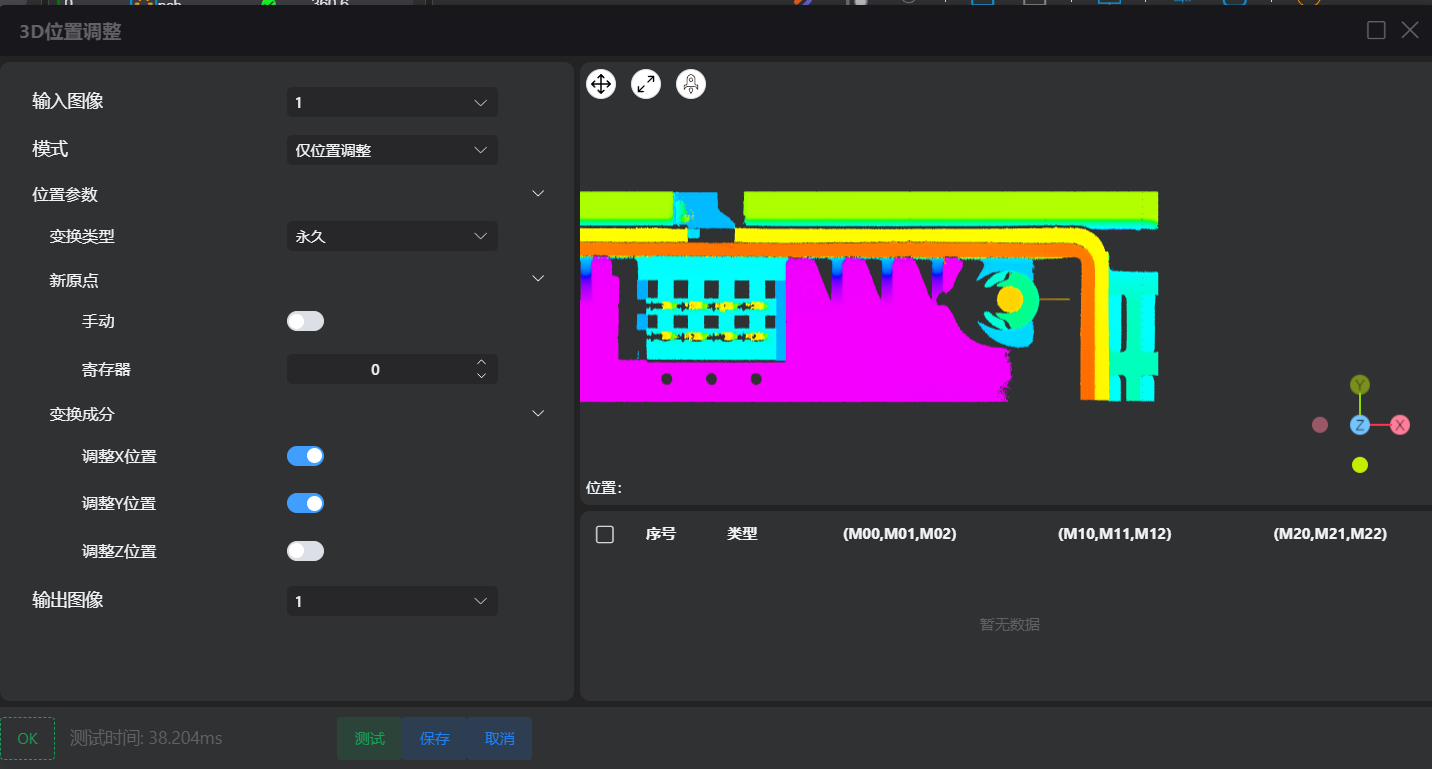 3D位置调整
输入图像 1
模式 仅位置调整
位置参数
变换类型 永久
新原点
手动
寄存器 0
变换成分
调整X位置
调整Y位置
调整Z位置
输出图像 1
Y
Z X
位置:
序号 类型 (M00,M01,M02) (M10,M11,M12) (M20,M21,M22)
暂无数据
OK 测试时间: 38.204ms 测试 保存 取消